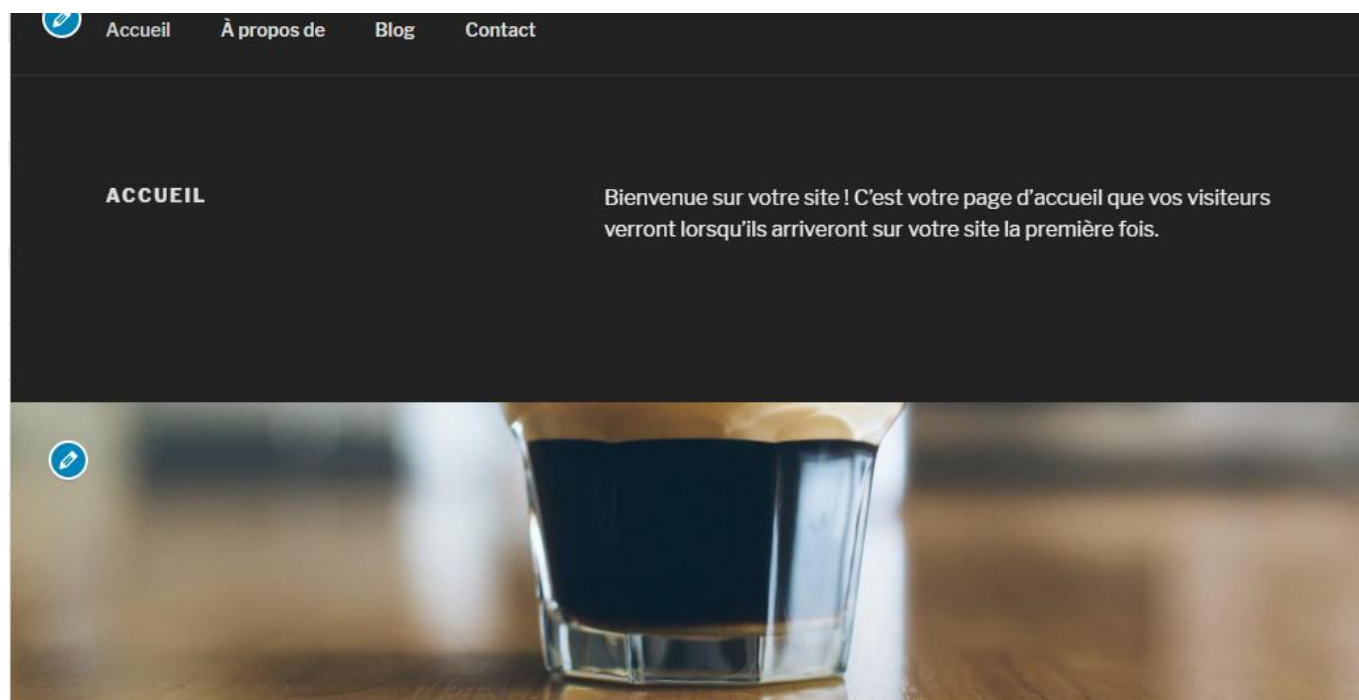 Accueil À propos de Blog Contact
ACCUEIL
Bienvenue sur votre site ! C’est votre page d’accueil que vos visiteurs
verront lorsqu’ils arriveront sur votre site la première fois.